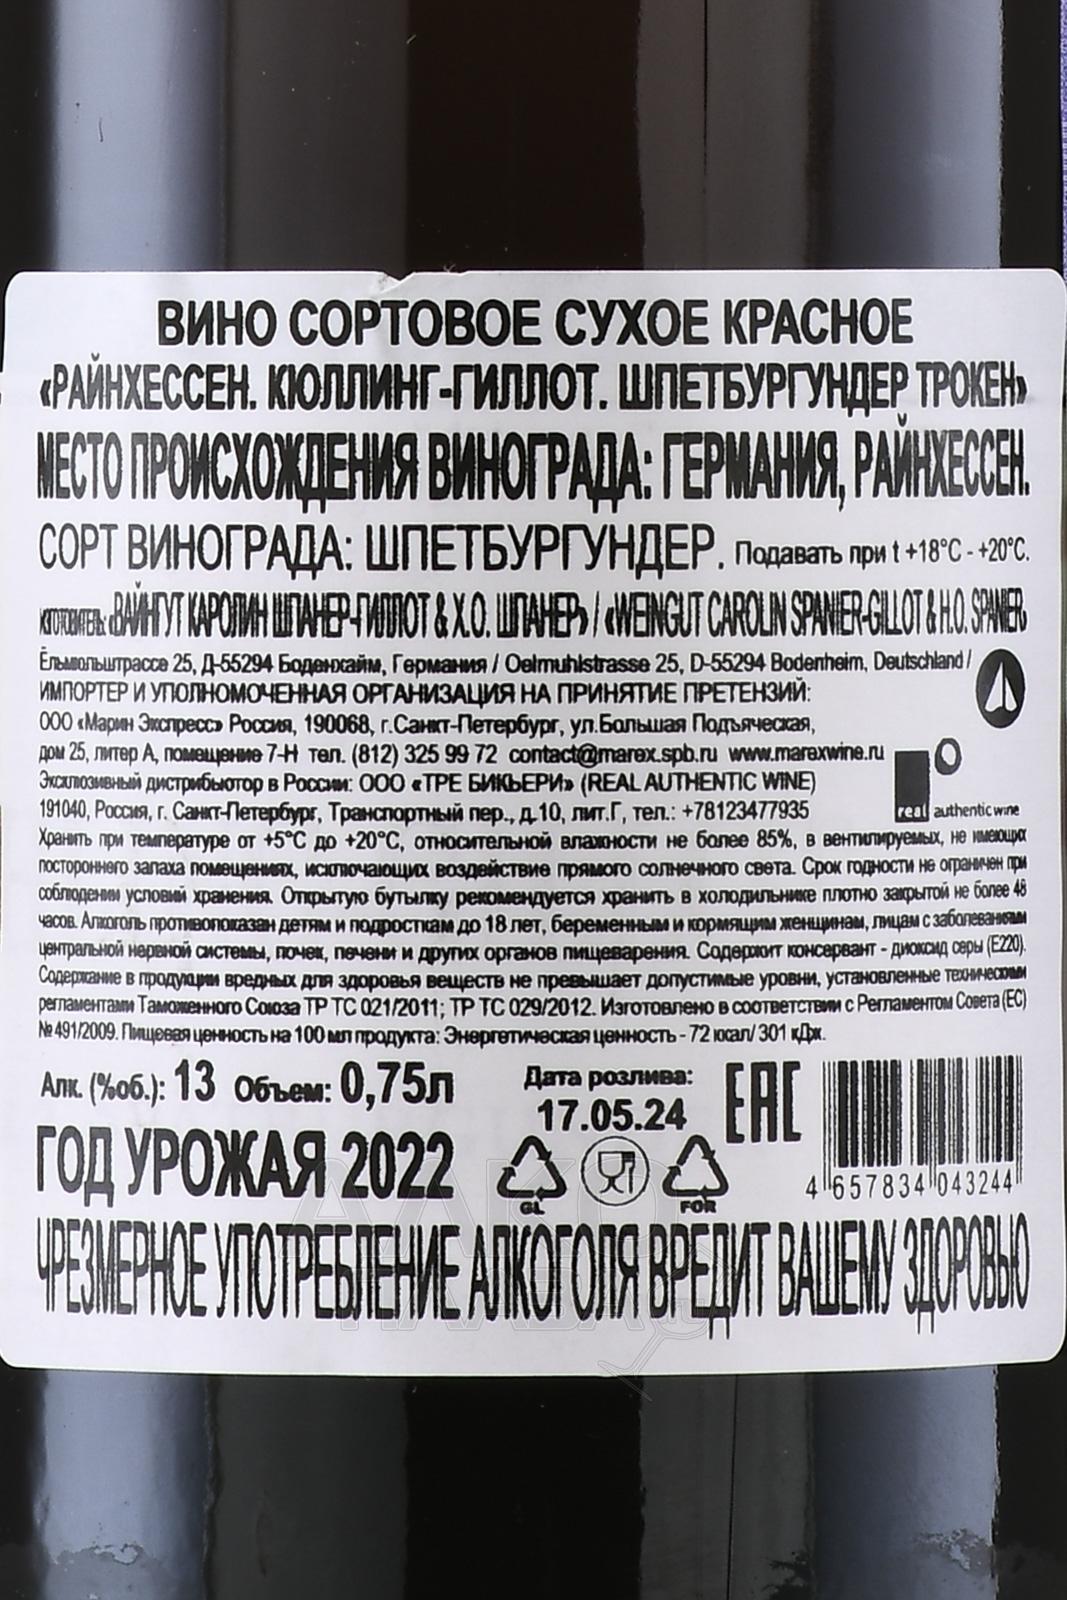 ВИНО СОРТОВОЕ СУХОЕ КРАСНОЕ
«РАЙНХЕССЕН. КЮЛЛИНГ-ГИЛЛОТ. ШПЕТБУРГУНДЕР ТРОКЕН»
МЕСТО ПРОИСХОЖДЕНИЯ ВИНОГРАДА: ГЕРМАНИЯ, РАЙНХЕССЕН.
СОРТ ВИНОГРАДА: ШПЕТБУРГУНДЕР. Подавать при t +18°C - +20°C.
ИЗГОТОВИТЕЛЬ: «ВАЙНГУТ КАРОЛИН ШПАНЕР-ГИЛЛОТ & Х.О. ШПАНЕР» / «WEINGUT CAROLIN SPANIER-GILLOT & H.O. SPANIER»
Ёльмюльштрассе 25, Д-55294 Боденхайм, Германия / Oelmuhlstrasse 25, D-55294 Bodenheim, Deutschland /
ИМПОРТЕР И УПОЛНОМОЧЕННАЯ ОРГАНИЗАЦИЯ НА ПРИНЯТИЕ ПРЕТЕНЗИЙ:
ООО «Марин Экспресс» Россия, 190068, г.Санкт-Петербург, ул.Большая Подъяческая,
дом 25, литер А, помещение 7-Н тел. (812) 325 99 72 contact@marex.spb.ru www.marexwine.ru
Эксклюзивный дистрибьютор в России: ООО «ТРЕ БИКЬЕРИ» (REAL AUTHENTIC WINE)
191040, Россия, г. Санкт-Петербург, Транспортный пер., д.10, лит.Г, тел.: +78123477935
real authentic wine
Хранить при температуре от +5°C до +20°C, относительной влажности не более 85%, в вентилируемых, не имеющих
постороннего запаха помещениях, исключающих воздействие прямого солнечного света. Срок годности не ограничен при
соблюдении условий хранения. Открытую бутылку рекомендуется хранить в холодильнике плотно закрытой не более 48
часов. Алкоголь противопоказан детям и подросткам до 18 лет, беременным и кормящим женщинам, лицам с заболеваниями
центральной нервной системы, почек, печени и других органов пищеварения. Содержит консервант - диоксид серы (E220).
Содержание в продукции вредных для здоровья веществ не превышает допустимые уровни, установленные техническими
регламентами Таможенного Союза ТР ТС 021/2011; ТР ТС 029/2012. Изготовлено в соответствии с Регламентом Совета (ЕС)
№ 491/2009. Пищевая ценность на 100 мл продукта: Энергетическая ценность - 72 ккал/ 301 кДж.
Алк. (%об.): 13 Объем: 0,75л
Дата розлива:
17.05.24
EAC
ГОД УРОЖАЯ 2022
GL
FOR
4 657834 043244
ЧРЕЗМЕРНОЕ УПОТРЕБЛЕНИЕ АЛКОГОЛЯ ВРЕДИТ ВАШЕМУ ЗДОРОВЬЮ